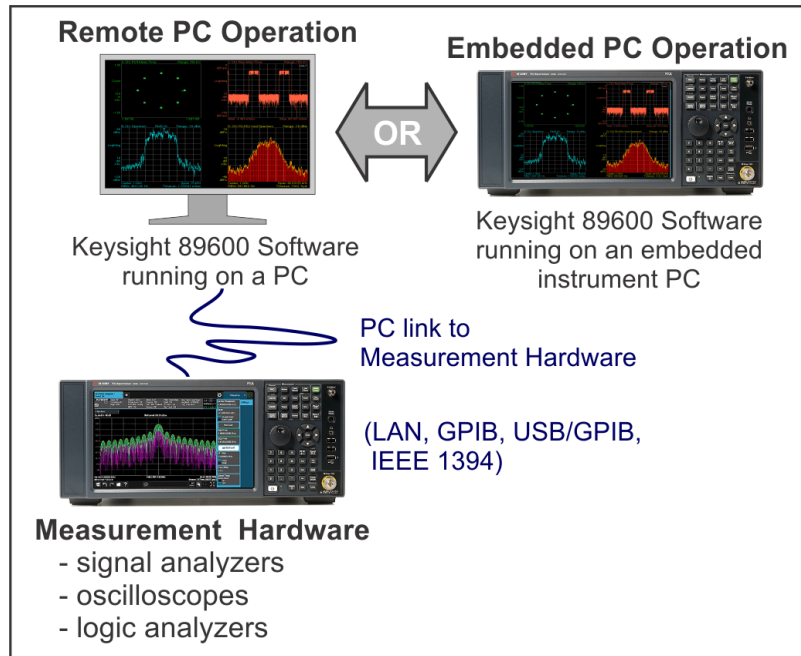 Remote PC Operation
Embedded PC Operation
OR
Keysight 89600 Software
running on a PC
Keysight 89600 Software
running on an embedded
instrument PC
PC link to
Measurement Hardware
(LAN, GPIB, USB/GPIB,
IEEE 1394)
Measurement Hardware
- signal analyzers
- oscilloscopes
- logic analyzers